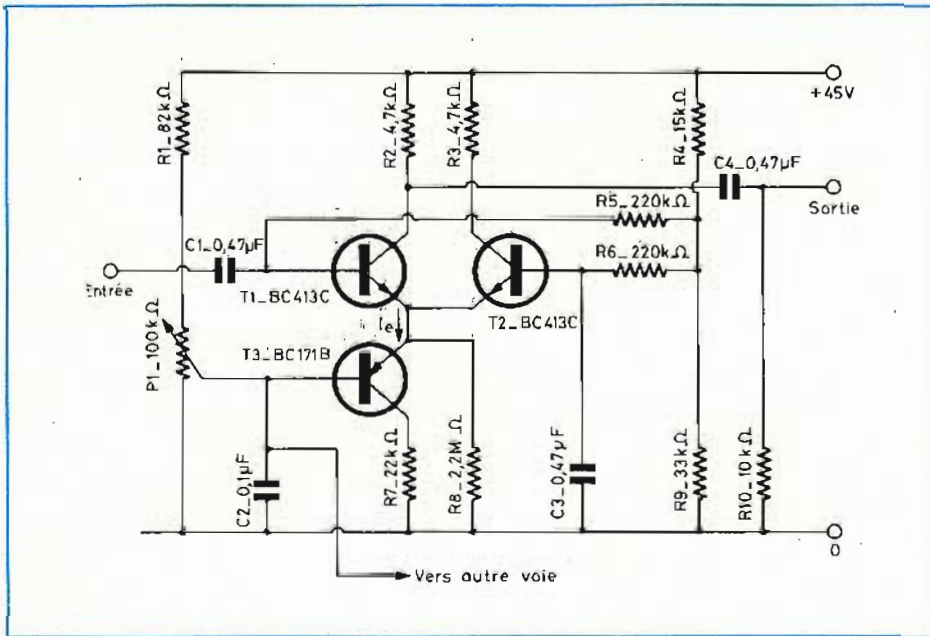 +45V
R1_82kΩ
R2_4,7kΩ
R3_4,7kΩ
R4_15kΩ
C4_0,47µF
Sortie
R5_220kΩ
C1_0,47µF
R6_220kΩ
Entrée
T1_BC413C
T2_BC413C
Ie
P1_100kΩ
T3_BC171B
C2_0,1µF
R7_22kΩ
R8_2,2MΩ
C3_0,47µF
R9_33kΩ
R10_10kΩ
0
Vers autre voie